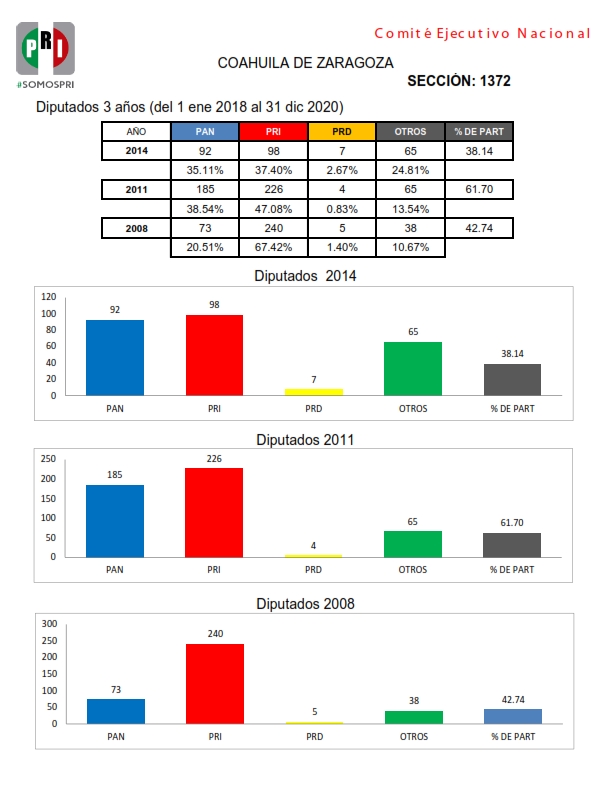 Comité Ejecutivo Nacional
PRI
#SOMOSPRI
COAHUILA DE ZARAGOZA
SECCIÓN: 1372
Diputados 3 años (del 1 ene 2018 al 31 dic 2020)
AÑO PAN PRI PRD OTROS % DE PART
2014 92 98 7 65 38.14
35.11% 37.40% 2.67% 24.81%
2011 185 226 4 65 61.70
38.54% 47.08% 0.83% 13.54%
2008 73 240 5 38 42.74
20.51% 67.42% 1.40% 10.67%
Diputados 2014
120
100
80
60
40
20
0
92 98 7 65 38.14
PAN PRI PRD OTROS % DE PART
Diputados 2011
250
200
150
100
50
0
185 226 4 65 61.70
PAN PRI PRD OTROS % DE PART
Diputados 2008
300
250
200
150
100
50
0
73 240 5 38 42.74
PAN PRI PRD OTROS % DE PART